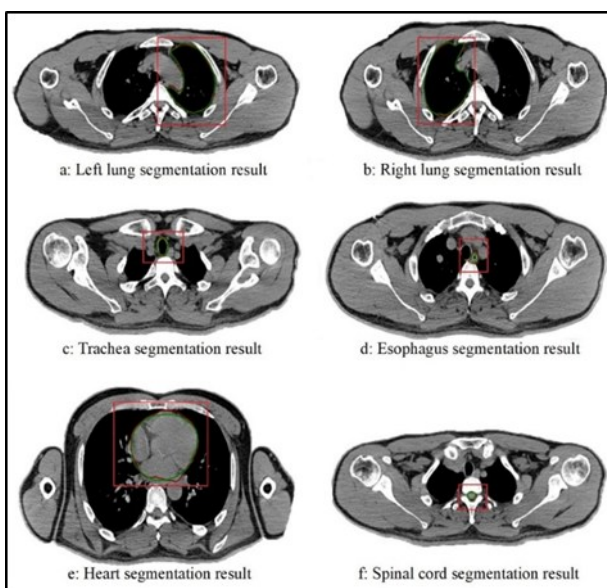 a: Left lung segmentation result
b: Right lung segmentation result
c: Trachea segmentation result
d: Esophagus segmentation result
e: Heart segmentation result
f: Spinal cord segmentation result